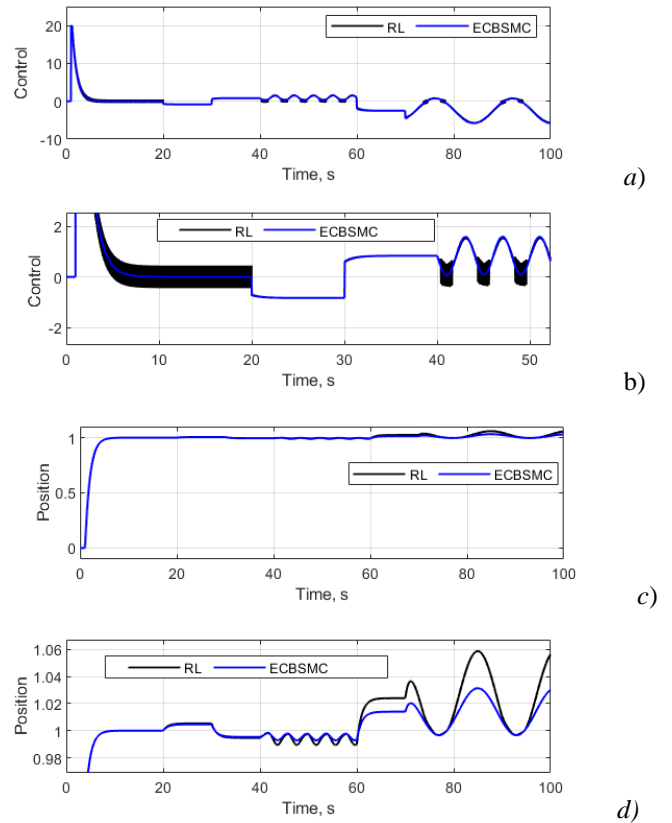 RL ECBSMC
20
10
0
-10
Control
0 20 40 60 80 100
Time, s
a)
RL ECBSMC
2
0
-2
Control
0 10 20 30 40 50
Time, s
b)
1
0.5
0
Position
RL ECBSMC
0 20 40 60 80 100
Time, s
c)
1.06
1.04
1.02
1
0.98
Position
RL ECBSMC
0 20 40 60 80 100
Time, s
d)